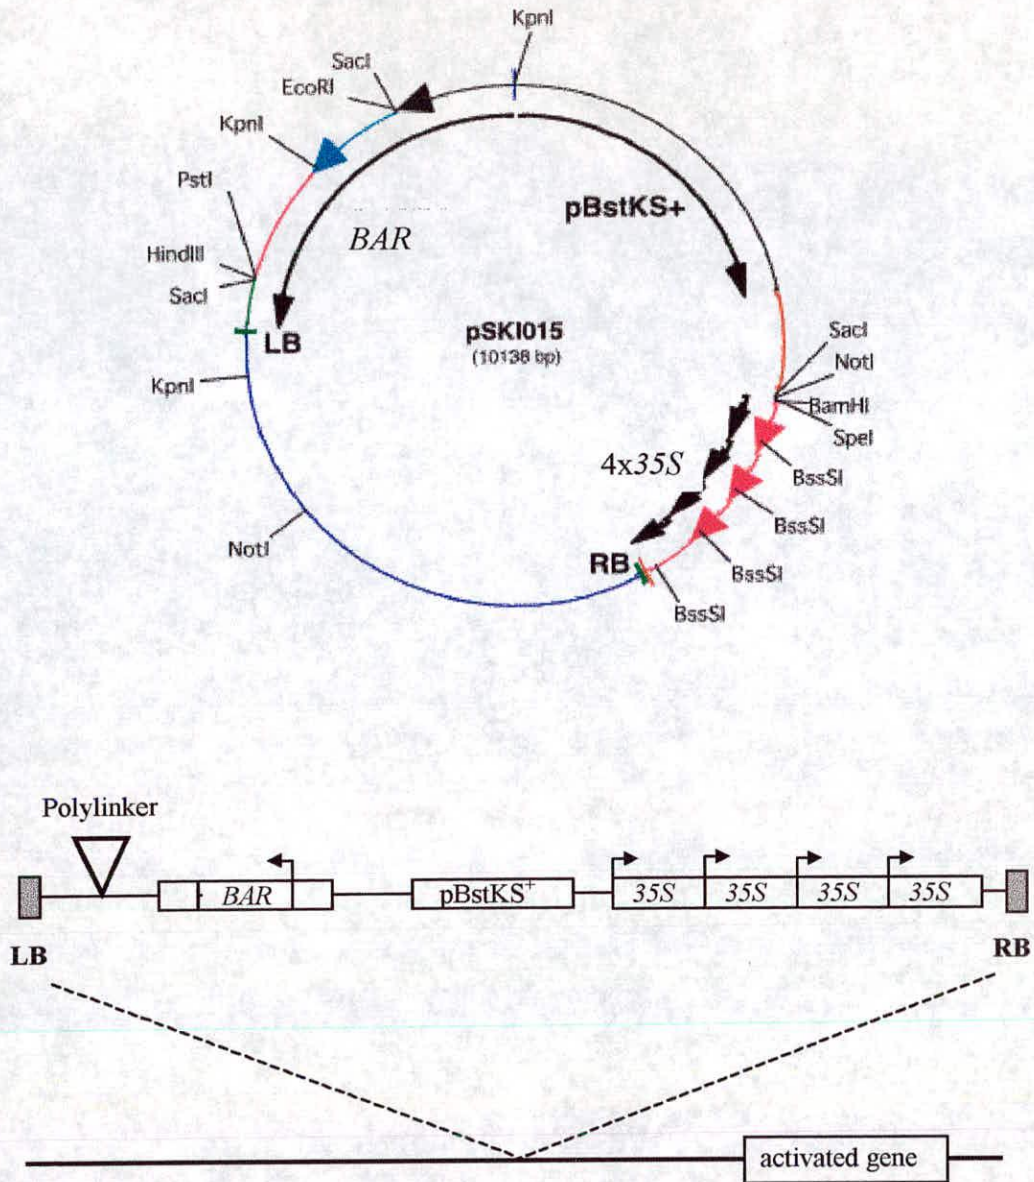 KpnI
SacI
EcoRI
KpnI
PstI
pBstKS+
BAR
HindIII
SacI
LB
pSKI015
(10138 bp)
SacI
KpnI
NotI
BamHI
SpeI
4x35S
BssSI
BssSI
NotI
RB
BssSI
BssSI
Polylinker
BAR pBstKS+ 35S 35S 35S 35S
LB RB
activated gene